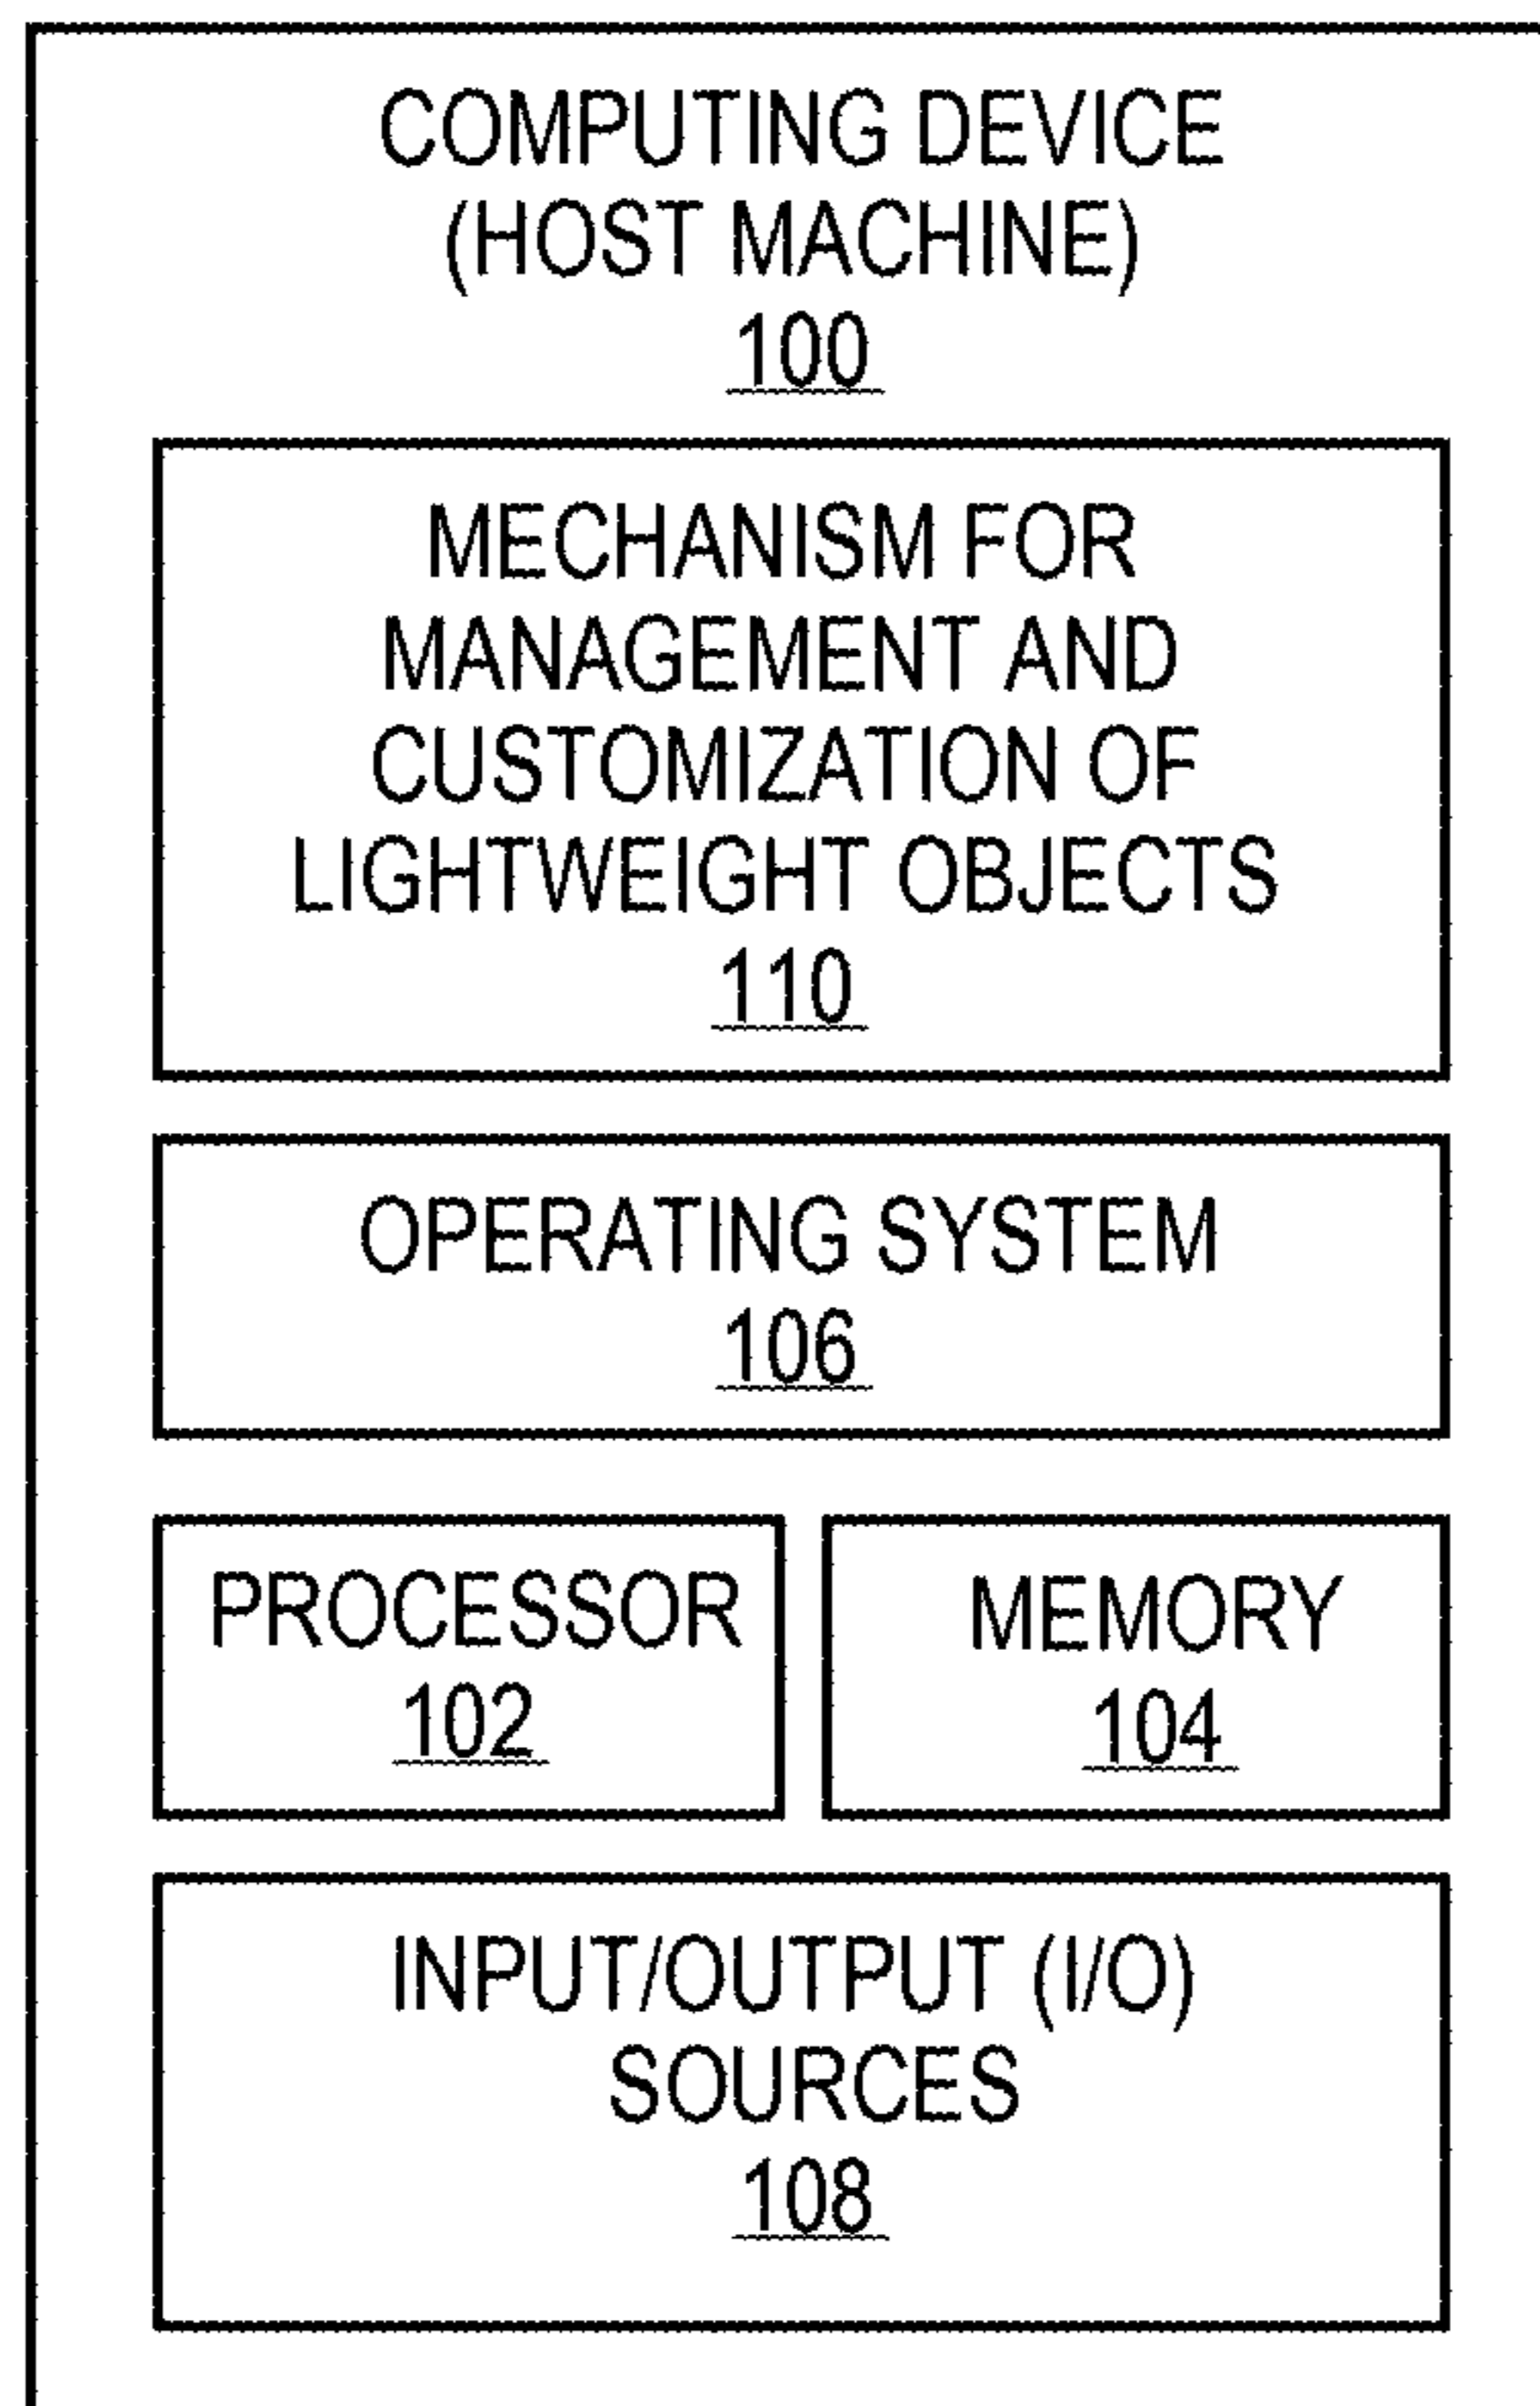 COMPUTING DEVICE
(HOST MACHINE)
100
MECHANISM FOR
MANAGEMENT AND
CUSTOMIZATION OF
LIGHTWEIGHT OBJECTS
110
OPERATING SYSTEM
106
PROCESSOR
102
MEMORY
104
INPUT/OUTPUT (I/O)
SOURCES
108